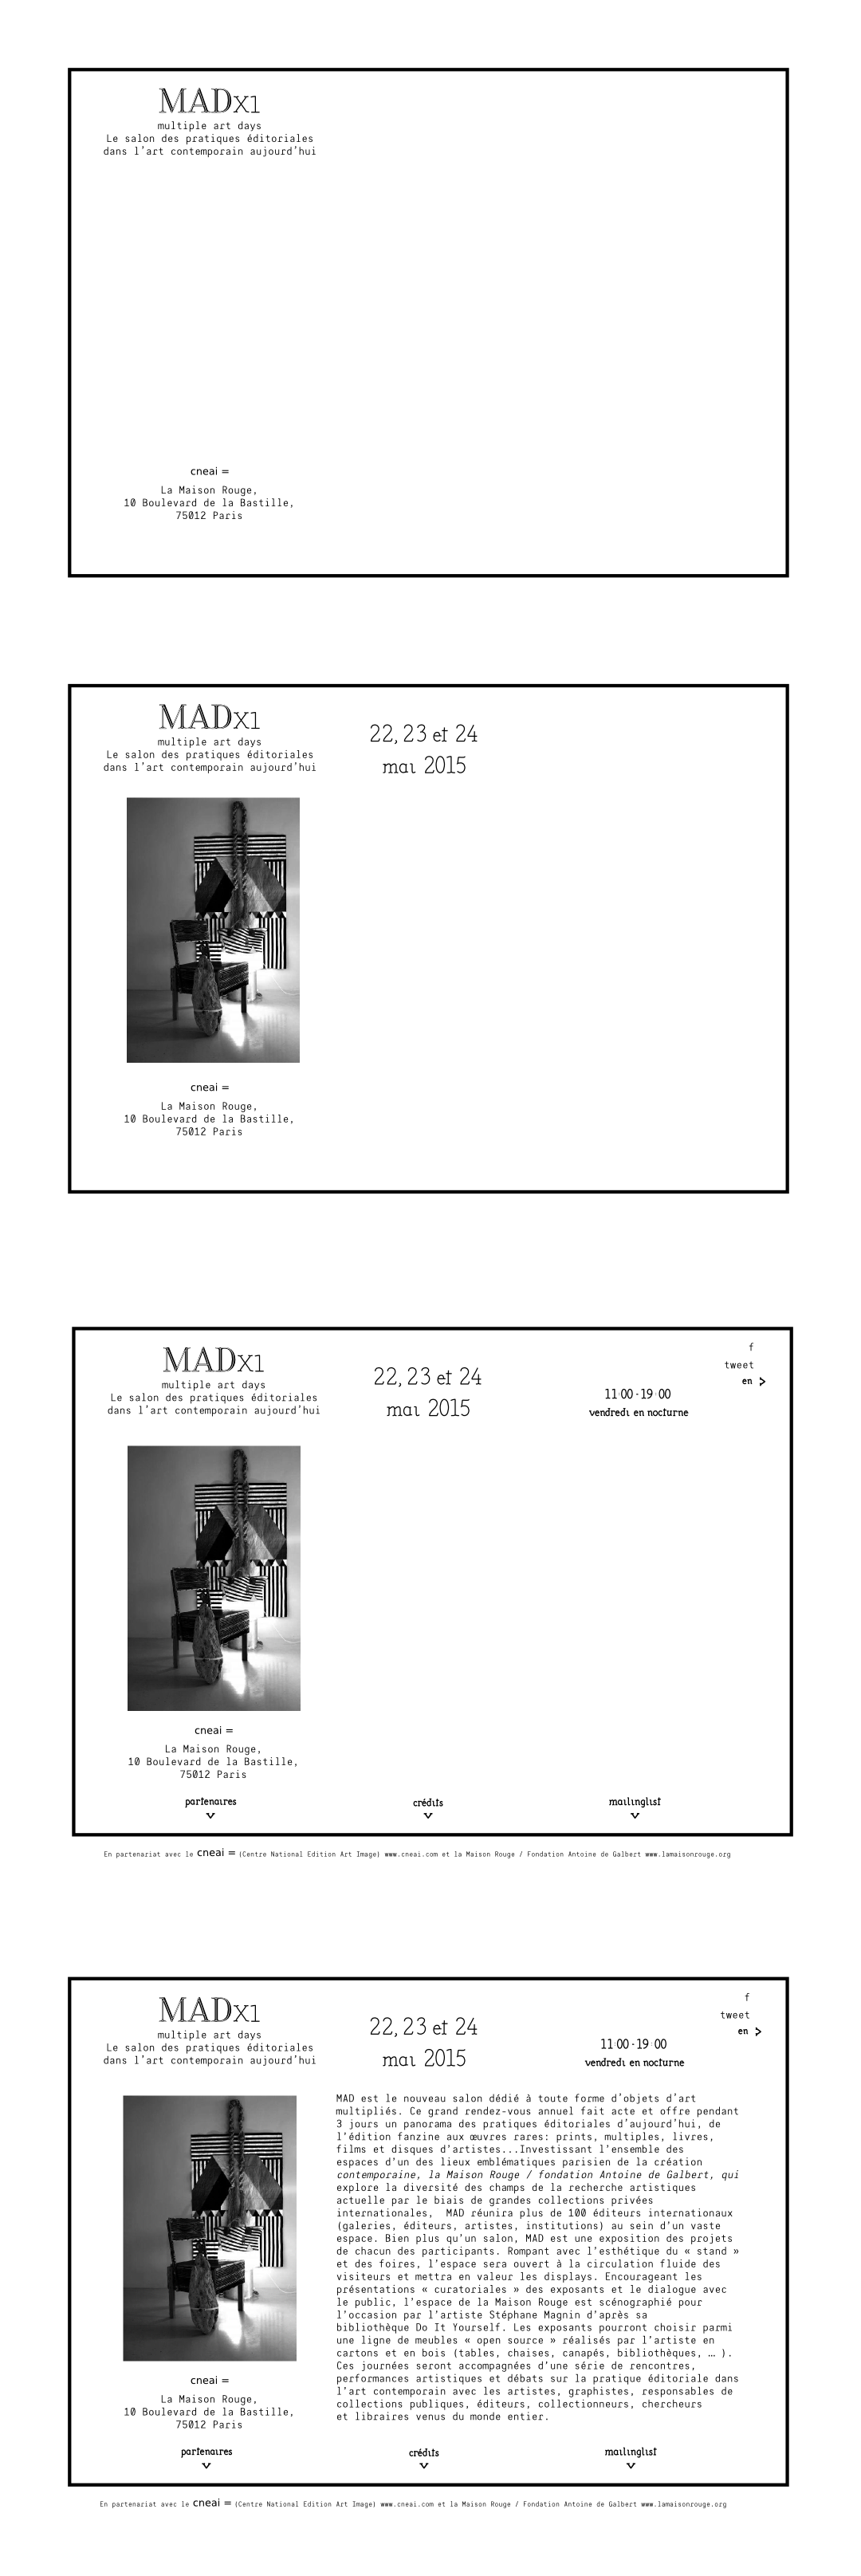 MADx1
multiple art days
Le salon des pratiques éditoriales
dans l'art contemporain aujourd'hui
cneai =
La Maison Rouge,
10 Boulevard de la Bastille,
75012 Paris
MADx1
multiple art days
Le salon des pratiques éditoriales
dans l'art contemporain aujourd'hui
22, 23 et 24
mai 2015
cneai =
La Maison Rouge,
10 Boulevard de la Bastille,
75012 Paris
MADx1
multiple art days
Le salon des pratiques éditoriales
dans l'art contemporain aujourd'hui
22, 23 et 24
mai 2015
11:00 - 19:00
vendredi en nocturne
f
tweet
en >
cneai =
La Maison Rouge,
10 Boulevard de la Bastille,
75012 Paris
partenaires
crédits
mailinglist
En partenariat avec le cneai = (Centre National Edition Art Image) www.cneai.com et la Maison Rouge / Fondation Antoine de Galbert www.lamaisonrouge.org
MADx1
multiple art days
Le salon des pratiques éditoriales
dans l'art contemporain aujourd'hui
22, 23 et 24
mai 2015
11:00 - 19:00
vendredi en nocturne
f
tweet
en >
MAD est le nouveau salon dédié à toute forme d'objets d'art
multipliés. Ce grand rendez-vous annuel fait acte et offre pendant
3 jours un panorama des pratiques éditoriales d'aujourd'hui, de
l'édition fanzine aux œuvres rares: prints, multiples, livres,
films et disques d'artistes...Investissant l'ensemble des
espaces d'un des lieux emblématiques parisien de la création
contemporaine, la Maison Rouge / fondation Antoine de Galbert, qui
explore la diversité des champs de la recherche artistiques
actuelle par le biais de grandes collections privées
internationales,  MAD réunira plus de 100 éditeurs internationaux
(galeries, éditeurs, artistes, institutions) au sein d'un vaste
espace. Bien plus qu'un salon, MAD est une exposition des projets
de chacun des participants. Rompant avec l'esthétique du « stand »
et des foires, l'espace sera ouvert à la circulation fluide des
visiteurs et mettra en valeur les displays. Encourageant les
présentations « curatoriales » des exposants et le dialogue avec
le public, l'espace de la Maison Rouge est scénographié pour
l'occasion par l'artiste Stéphane Magnin d'après sa
bibliothèque Do It Yourself. Les exposants pourront choisir parmi
une ligne de meubles « open source » réalisés par l'artiste en
cartons et en bois (tables, chaises, canapés, bibliothèques, … ).
Ces journées seront accompagnées d'une série de rencontres,
performances artistiques et débats sur la pratique éditoriale dans
l'art contemporain avec les artistes, graphistes, responsables de
collections publiques, éditeurs, collectionneurs, chercheurs
et libraires venus du monde entier.
cneai =
La Maison Rouge,
10 Boulevard de la Bastille,
75012 Paris
partenaires
crédits
mailinglist
En partenariat avec le cneai = (Centre National Edition Art Image) www.cneai.com et la Maison Rouge / Fondation Antoine de Galbert www.lamaisonrouge.org